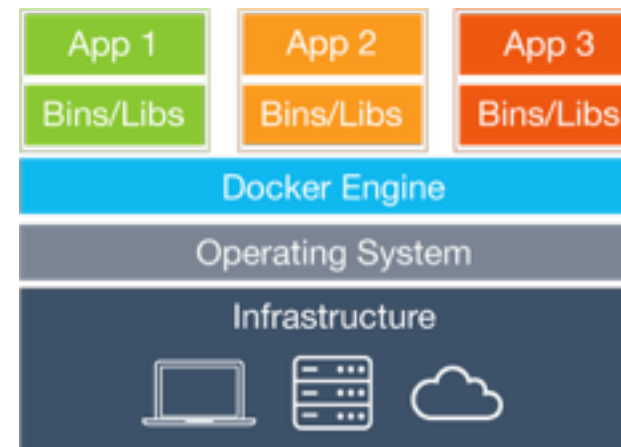 App 1 App 2 App 3
Bins/Libs Bins/Libs Bins/Libs
Docker Engine
Operating System
Infrastructure